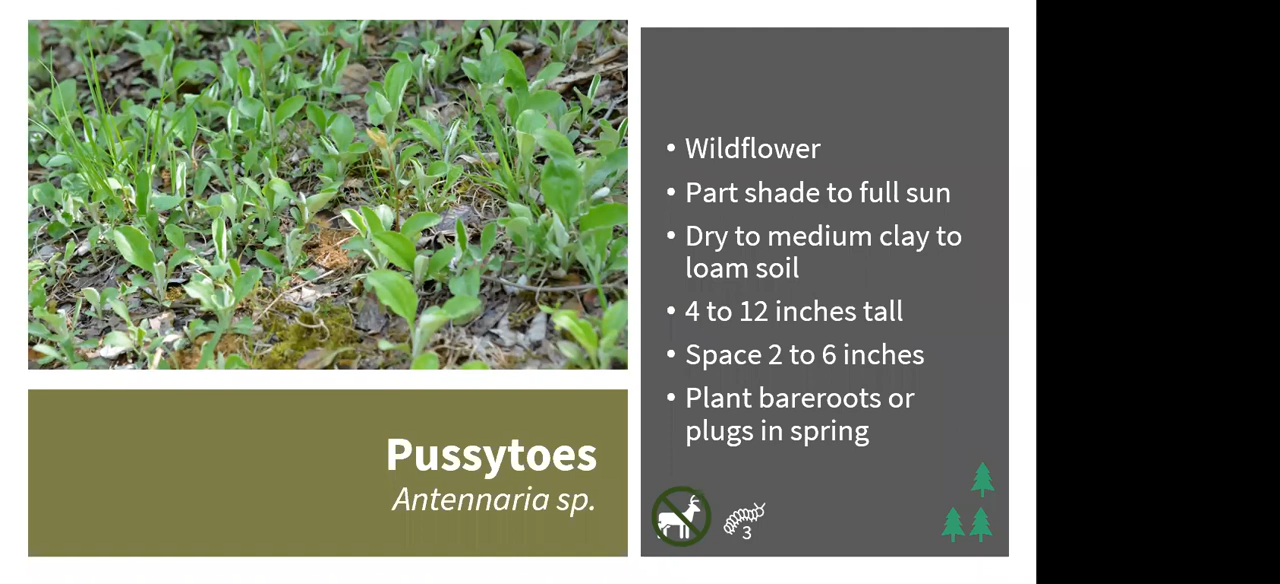 Pussytoes
Antennaria sp.
• Wildflower
• Part shade to full sun
• Dry to medium clay to
loam soil
• 4 to 12 inches tall
• Space 2 to 6 inches
• Plant bareroots or
plugs in spring
3